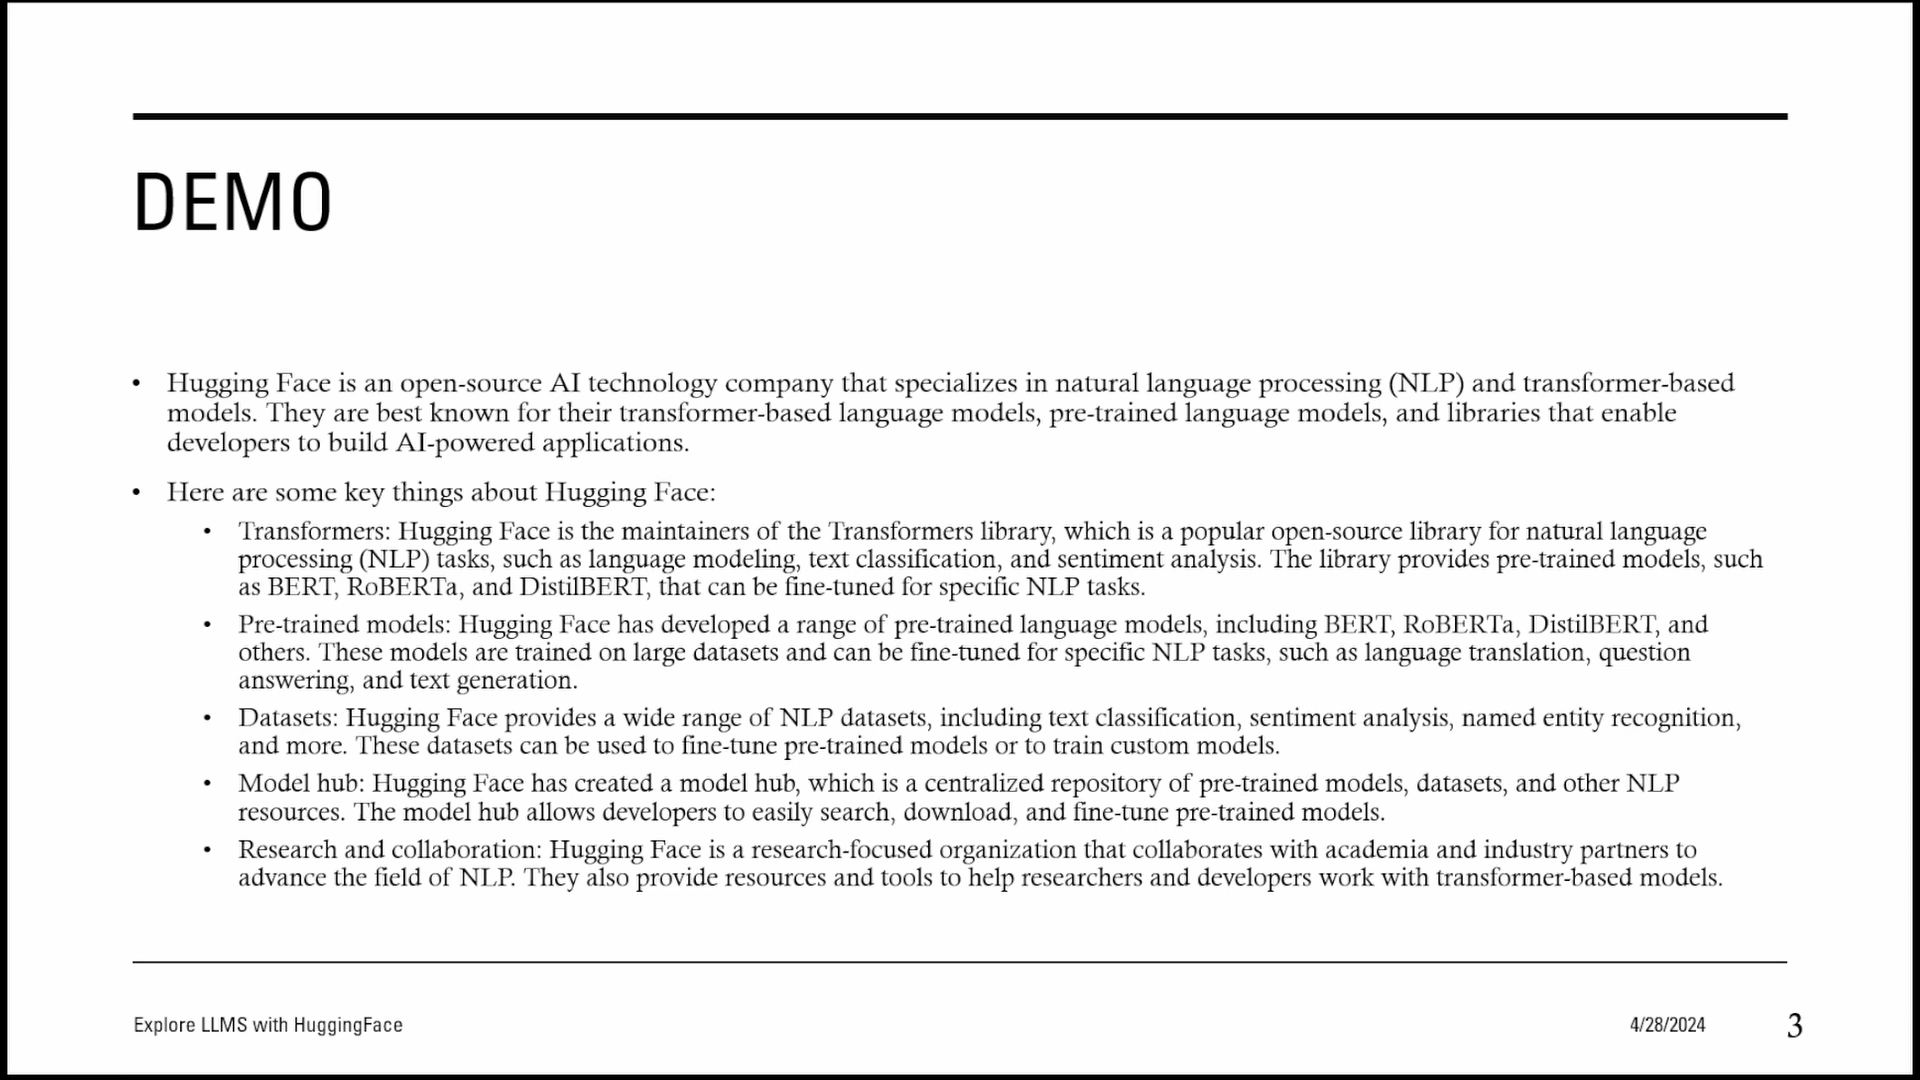 DEMO
• Hugging Face is an open-source AI technology company that specializes in natural language processing (NLP) and transformer-based
models. They are best known for their transformer-based language models, pre-trained language models, and libraries that enable
developers to build AI-powered applications.
• Here are some key things about Hugging Face:
• Transformers: Hugging Face is the maintainers of the Transformers library, which is a popular open-source library for natural language
processing (NLP) tasks, such as language modeling, text classification, and sentiment analysis. The library provides pre-trained models, such
as BERT, RoBERTa, and DistilBERT, that can be fine-tuned for specific NLP tasks.
• Pre-trained models: Hugging Face has developed a range of pre-trained language models, including BERT, RoBERTa, DistilBERT, and
others. These models are trained on large datasets and can be fine-tuned for specific NLP tasks, such as language translation, question
answering, and text generation.
• Datasets: Hugging Face provides a wide range of NLP datasets, including text classification, sentiment analysis, named entity recognition,
and more. These datasets can be used to fine-tune pre-trained models or to train custom models.
• Model hub: Hugging Face has created a model hub, which is a centralized repository of pre-trained models, datasets, and other NLP
resources. The model hub allows developers to easily search, download, and fine-tune pre-trained models.
• Research and collaboration: Hugging Face is a research-focused organization that collaborates with academia and industry partners to
advance the field of NLP. They also provide resources and tools to help researchers and developers work with transformer-based models.
Explore LLMS with HuggingFace
4/28/2024
3